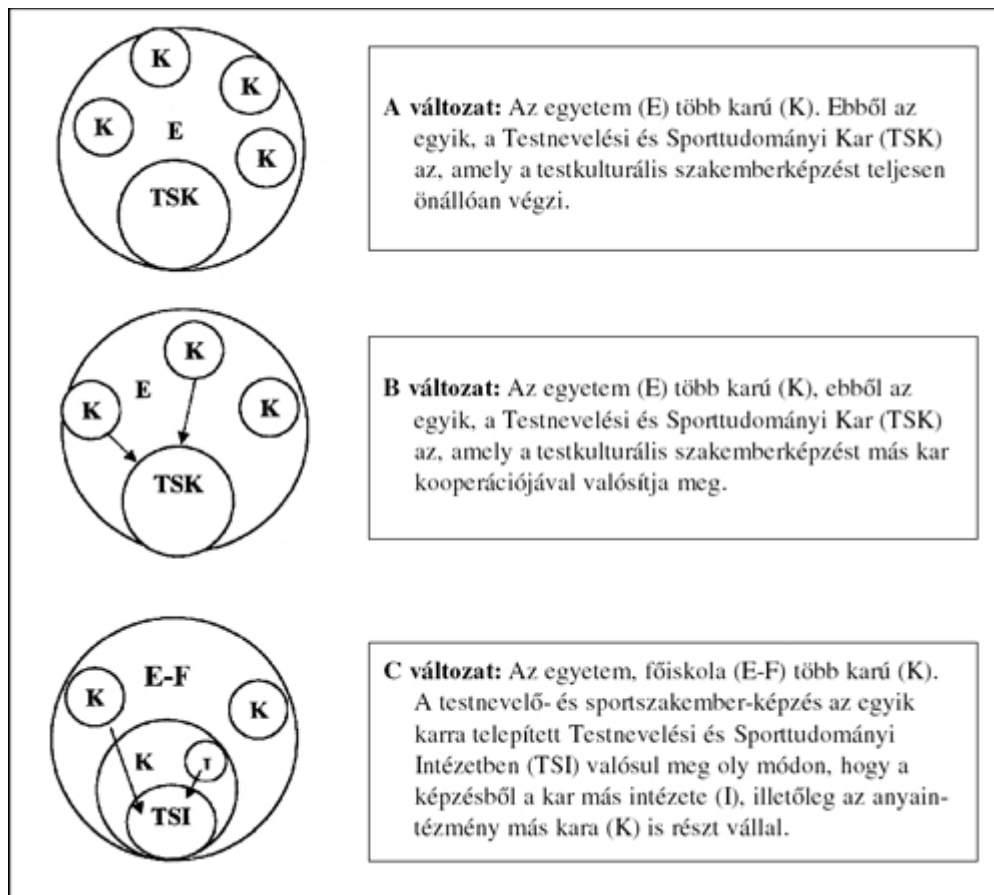 K
K
K
E
K
TSK
A változat: Az egyetem (E) több karú (K). Ebből az
egyik, a Testnevelési és Sporttudományi Kar (TSK)
az, amely a testkulturális szakemberképzést teljesen
önállóan végzi.
K
E
K
K
TSK
B változat: Az egyetem (E) több karú (K), ebből az
egyik, a Testnevelési és Sporttudományi Kar (TSK)
az, amely a testkulturális szakemberképzést más kar
kooperációjával valósítja meg.
E-F
K
K
K
I
TSI
C változat: Az egyetem, főiskola (E-F) több karú (K).
A testnevelő- és sportszakember-képzés az egyik
karra telepített Testnevelési és Sporttudományi
Intézetben (TSI) valósul meg oly módon, hogy a
képzésből a kar más intézete (I), illetőleg az anyain-
tézmény más kara (K) is részt vállal.